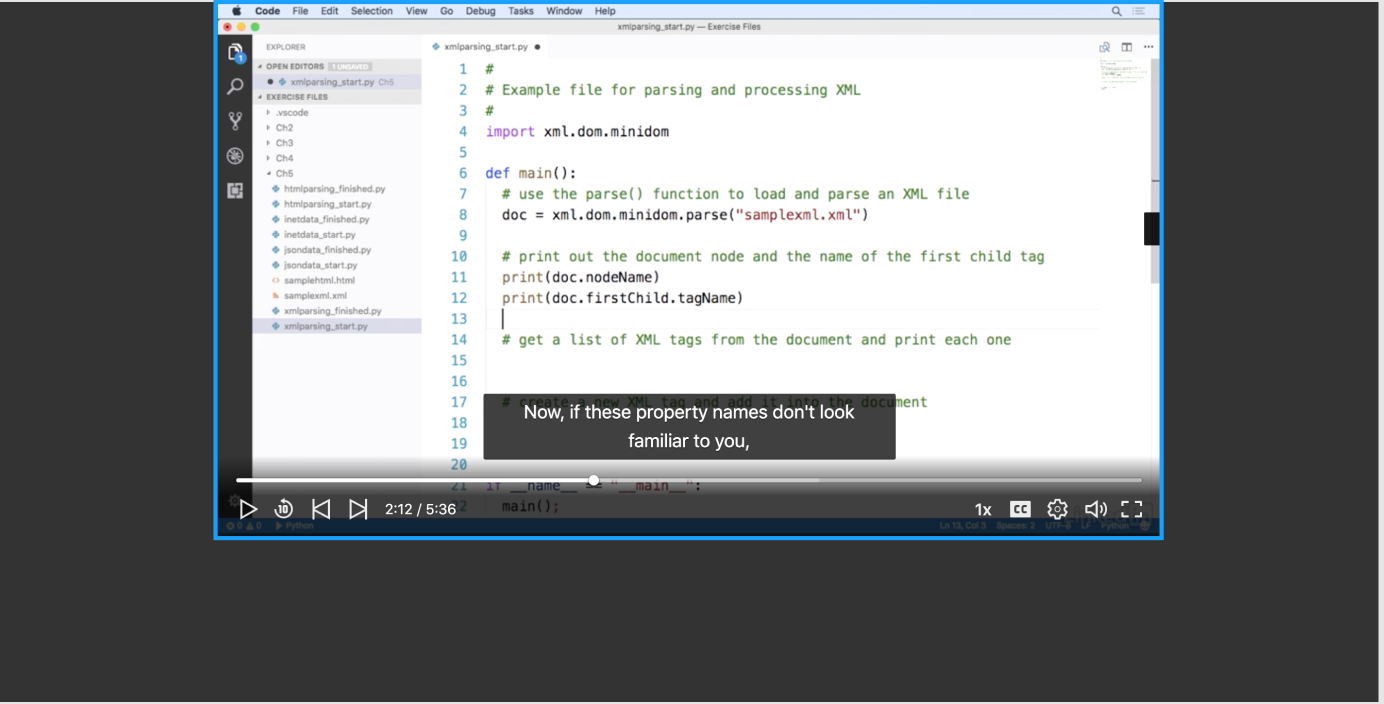 Code File Edit Selection View Go Debug Tasks Window Help
xmlparsing_start.py — Exercise Files
EXPLORER
OPEN EDITORS 1 UNSAVED
xmlparsing_start.py Ch5
EXERCISE FILES
.vscode
Ch2
Ch3
Ch4
Ch5
htmlparsing_finished.py
htmlparsing_start.py
inetdata_finished.py
inetdata_start.py
jsondata_finished.py
jsondata_start.py
samplehtml.html
samplexml.xml
xmlparsing_finished.py
xmlparsing_start.py
1
xmlparsing_start.py
1 #
2 # Example file for parsing and processing XML
3 #
4 import xml.dom.minidom
5
6 def main():
7 # use the parse() function to load and parse an XML file
8 doc = xml.dom.minidom.parse("samplexml.xml")
9
10 # print out the document node and the name of the first child tag
11 print(doc.nodeName)
12 print(doc.firstChild.tagName)
13
14 # get a list of XML tags from the document and print each one
15
16
17 # create a new XML tag and add it into the document
18
19
20
21 if __name__ == "__main__":
22 main();
Now, if these property names don't look
familiar to you,
10 2:12 / 5:36 1x CC
0 0 Python Ln 13, Col 3 Spaces: 2 UTF-8 LF Python